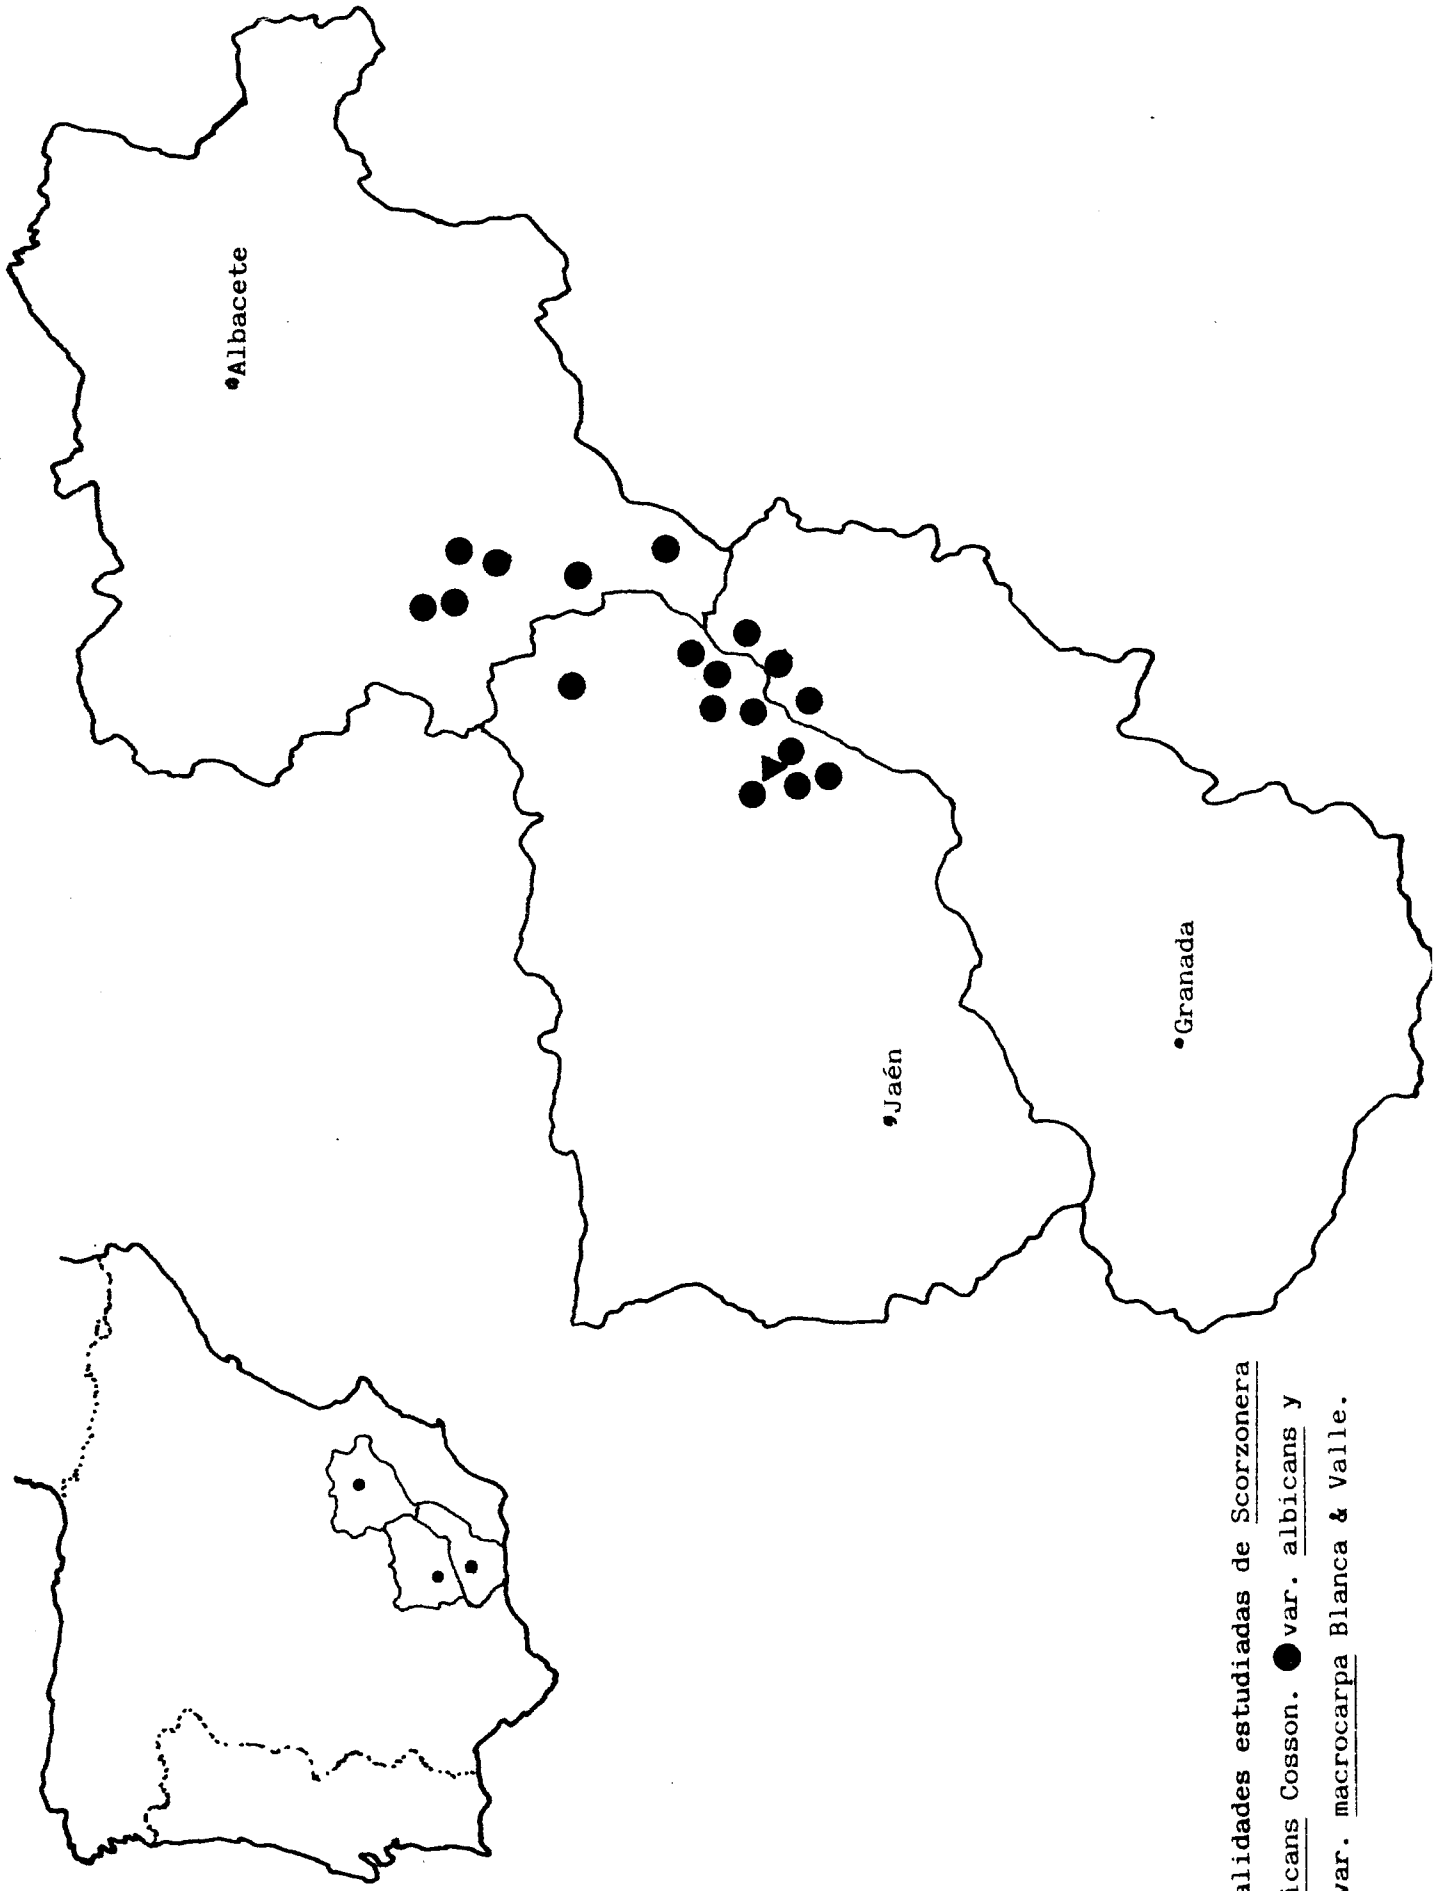 Albacete
Jaén
Granada
alidades estudiadas de Scorzonera
icans Cosson. ● var. albicans y
var. macrocarpa Blanca & Valle.